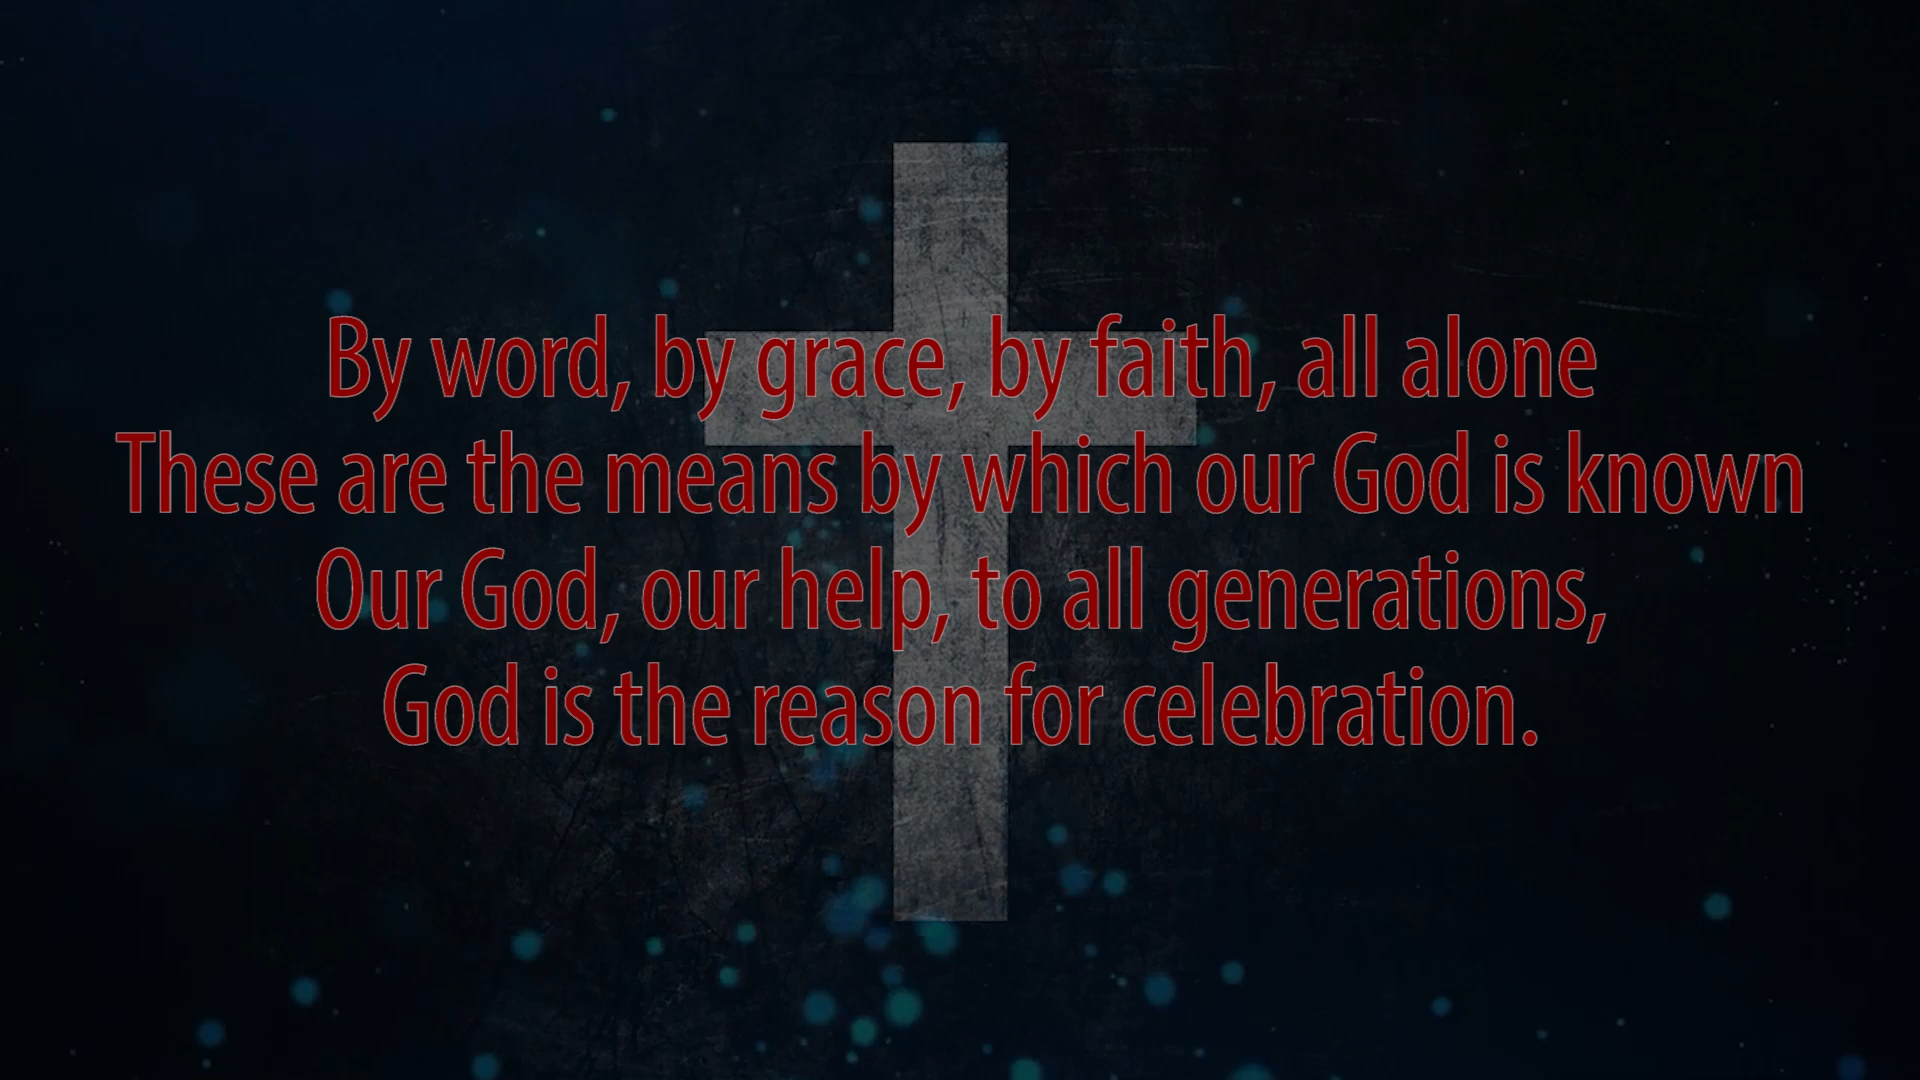 By word, by grace, by faith, all alone
These are the means by which our God is known
Our God, our help, to all generations,
God is the reason for celebration.